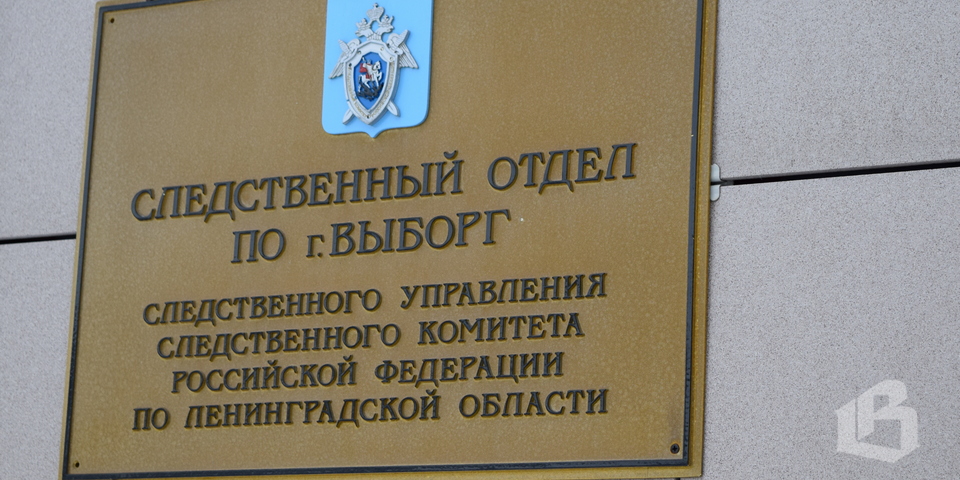 СЛЕДСТВЕННЫЙ ОТДЕЛ
ПО г.ВЫБОРГ
СЛЕДСТВЕННОГО УПРАВЛЕНИЯ
СЛЕДСТВЕННОГО КОМИТЕТА
РОССИЙСКОЙ ФЕДЕРАЦИИ
ПО ЛЕНИНГРАДСКОЙ ОБЛАСТИ